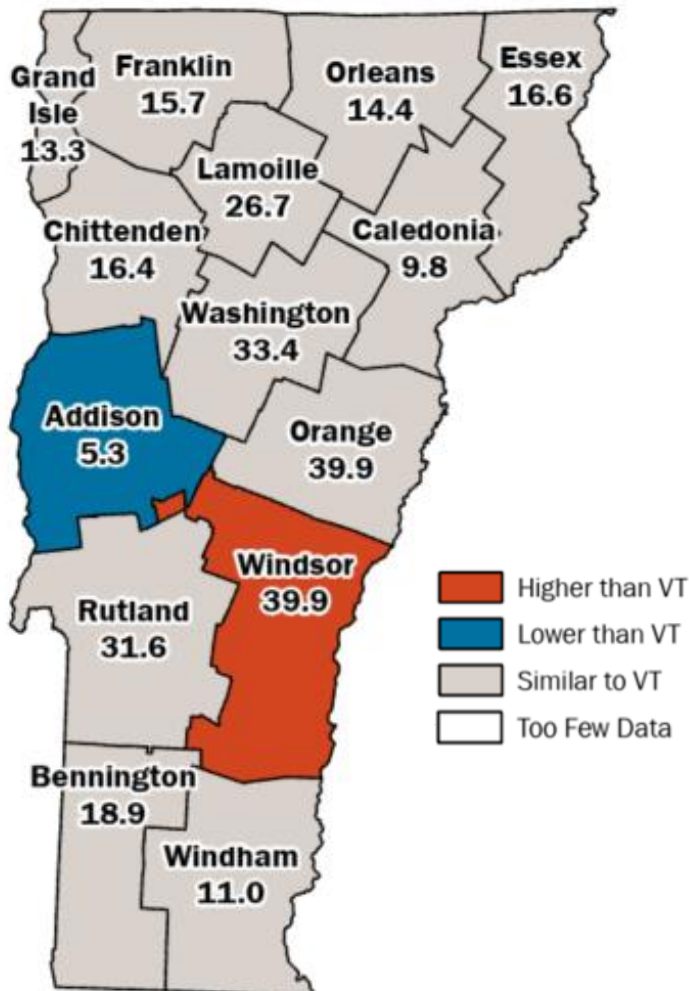 Grand
Isle
13.3
Franklin
15.7
Orleans
14.4
Essex
16.6
Lamoille
26.7
Chittenden
16.4
Caledonia
9.8
Washington
33.4
Addison
5.3
Orange
39.9
Windsor
39.9
Rutland
31.6
Bennington
18.9
Windham
11.0
Higher than VT
Lower than VT
Similar to VT
Too Few Data